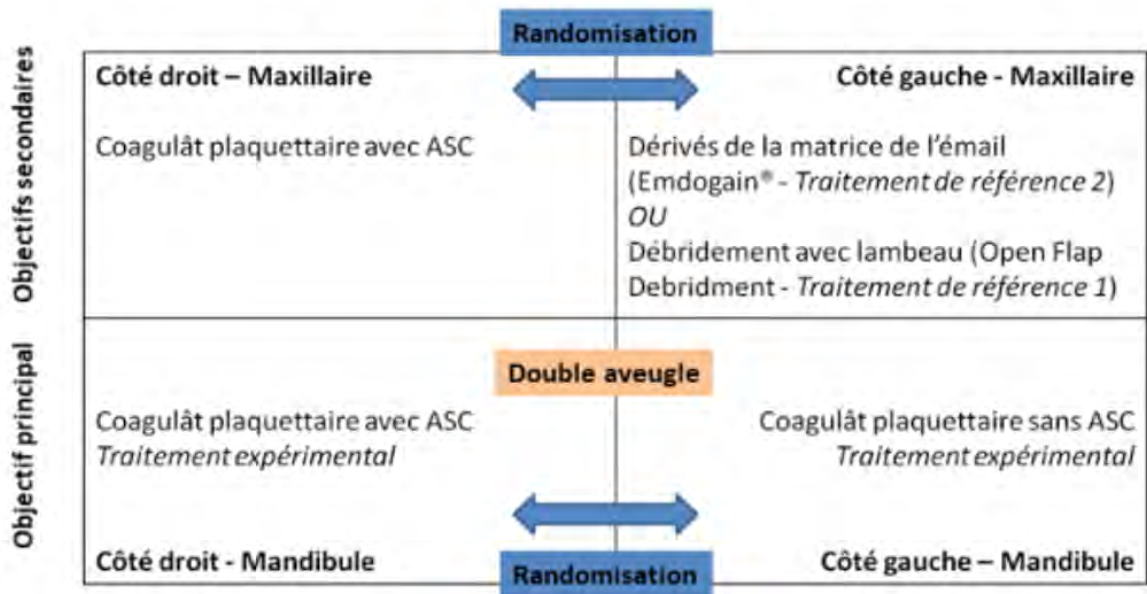 Randomisation
Objectifs secondaires
Côté droit – Maxillaire
Côté gauche - Maxillaire
Coagulât plaquettaire avec ASC
Dérivés de la matrice de l'émail
(Emdogain® - Traitement de référence 2)
OU
Débridement avec lambeau (Open Flap
Debridment - Traitement de référence 1)
Objectif principal
Double aveugle
Coagulât plaquettaire avec ASC
Traitement expérimental
Coagulât plaquettaire sans ASC
Traitement expérimental
Côté droit - Mandibule
Côté gauche – Mandibule
Randomisation